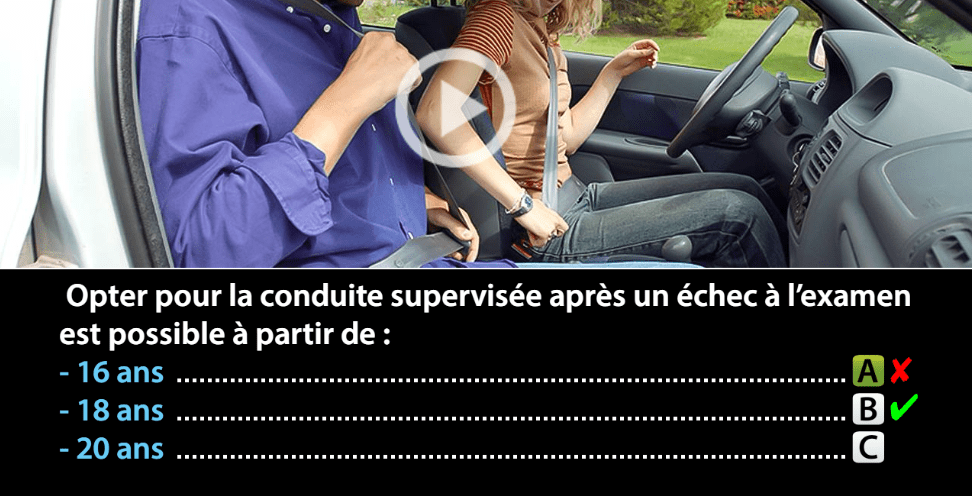 Opter pour la conduite supervisée après un échec à l’examen
est possible à partir de :
- 16 ans ........................................................................................ A ✘
- 18 ans ........................................................................................ B ✔
- 20 ans ........................................................................................ C